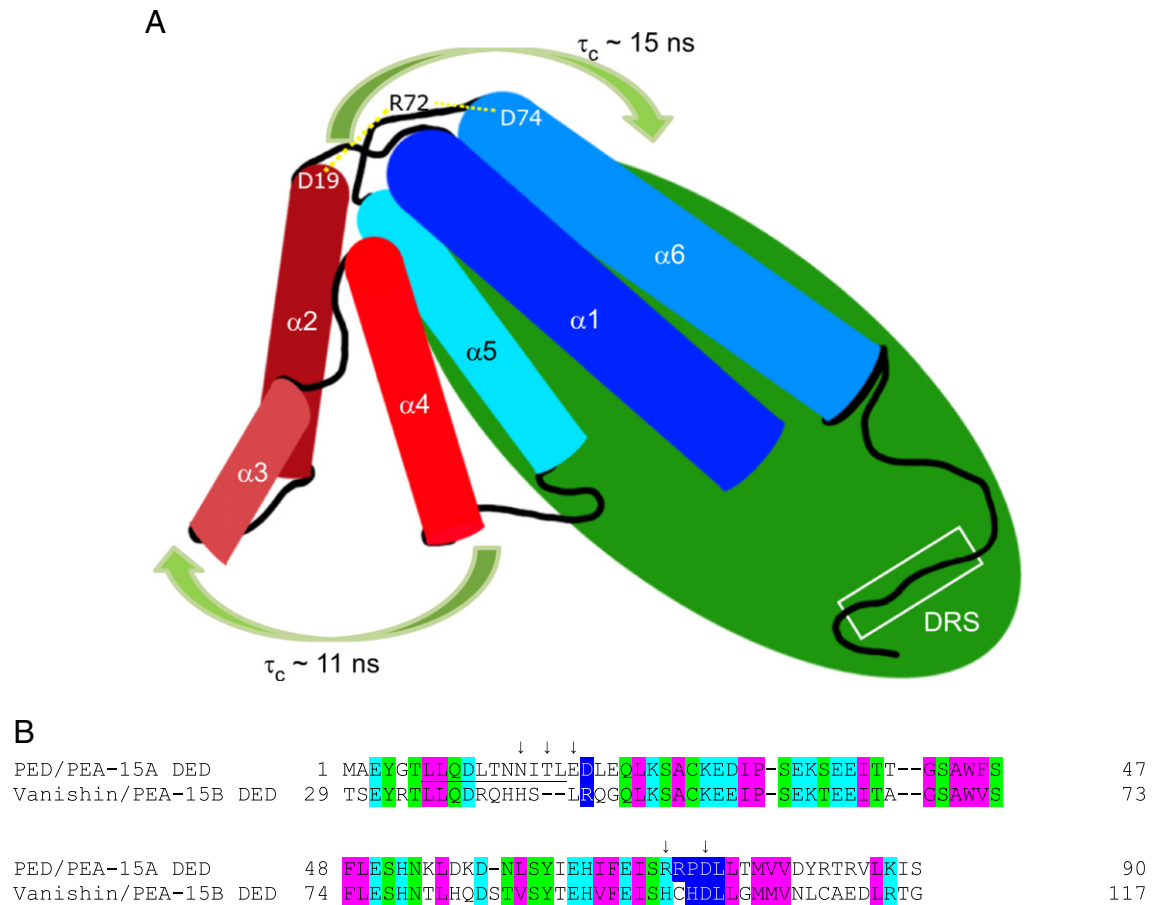 A
τc ~ 15 ns
R72
D74
D19
α6
α2
α1
α5
α4
α3
DRS
τc ~ 11 ns
B
↓ ↓ ↓
PED/PEA-15A DED 1 MAEYGTLLQDLTNNITLEDLEQLKSACKEDIP-SEKSEEITT--GSAWFS 47
Vanishin/PEA-15B DED 29 TSEYRTLLQDRQHHS--LRQGQLKSACKEEIP-SEKTEEITA--GSAWVS 73
↓ ↓
PED/PEA-15A DED 48 FLESHNKLDKD-NLSYIEHIFEISRRPDLLTMVVDYRTRVLKIS 90
Vanishin/PEA-15B DED 74 FLESHNTLHQDSTVSYTEHVFEISHCHDLLGMMVNLCAEDLRTG 117